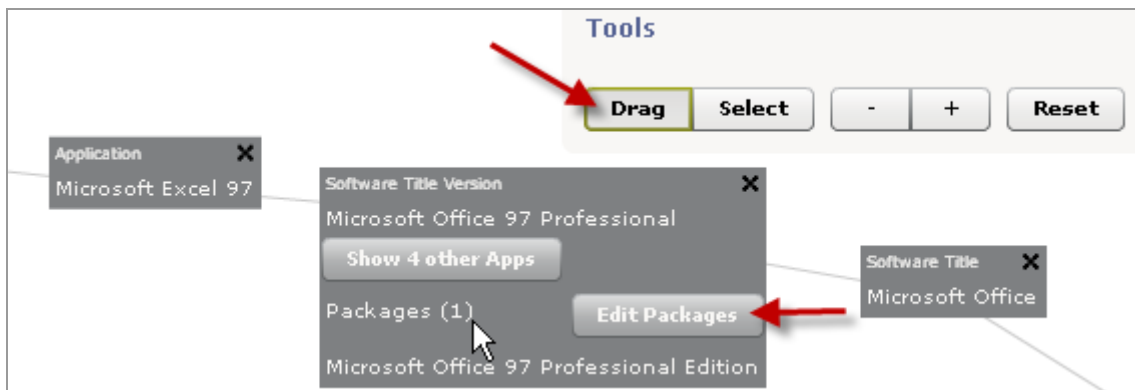 Tools
Drag Select - + Reset
Application
Microsoft Excel 97
Software Title Version
Microsoft Office 97 Professional
Show 4 other Apps
Packages (1) Edit Packages
Microsoft Office 97 Professional Edition
Software Title
Microsoft Office